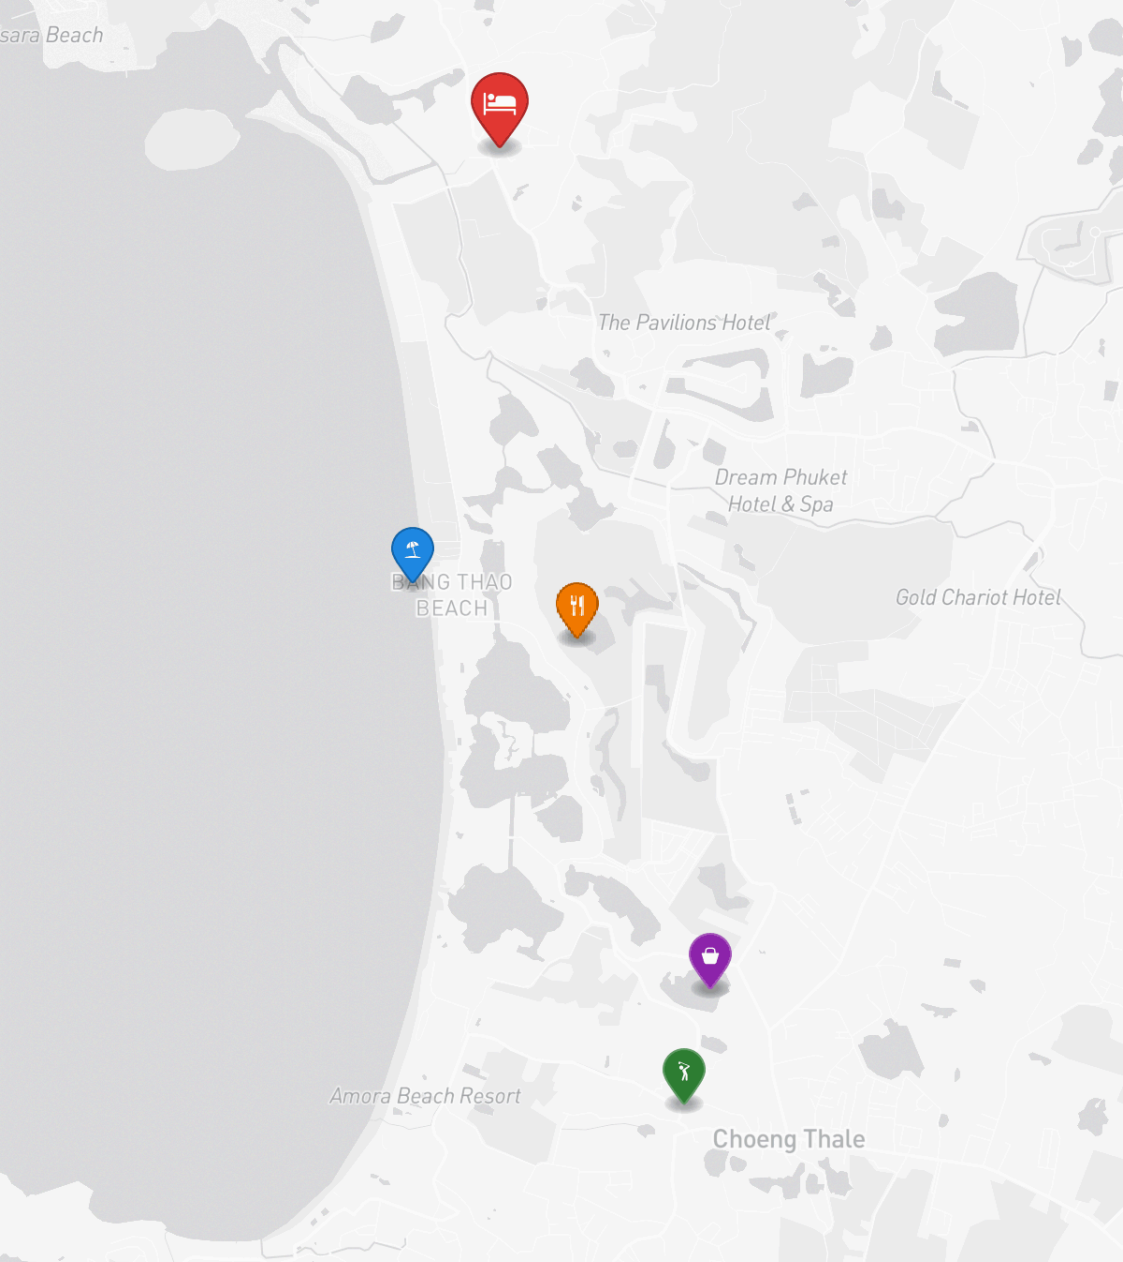 sara Beach
The Pavilions Hotel
Dream Phuket
Hotel & Spa
BANG THAO
BEACH
Gold Chariot Hotel
Amora Beach Resort
Choeng Thale